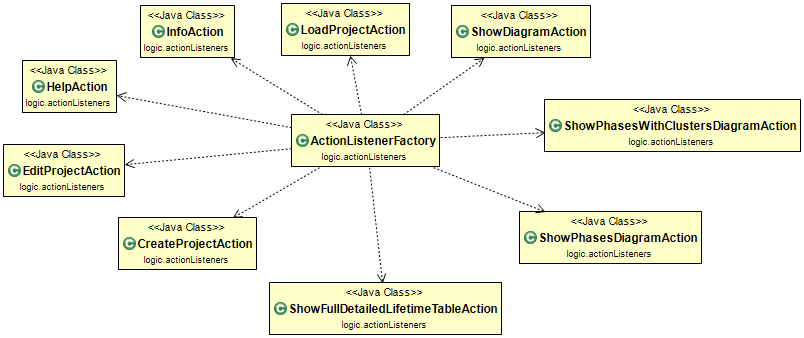 <<Java Class>>
InfoAction
logic.actionListeners
<<Java Class>>
LoadProjectAction
logic.actionListeners
<<Java Class>>
ShowDiagramAction
logic.actionListeners
<<Java Class>>
HelpAction
logic.actionListeners
<<Java Class>>
ActionListenerFactory
logic.actionListeners
<<Java Class>>
ShowPhasesWithClustersDiagramAction
logic.actionListeners
<<Java Class>>
EditProjectAction
logic.actionListeners
<<Java Class>>
CreateProjectAction
logic.actionListeners
<<Java Class>>
ShowPhasesDiagramAction
logic.actionListeners
<<Java Class>>
ShowFullDetailedLifetimeTableAction
logic.actionListeners